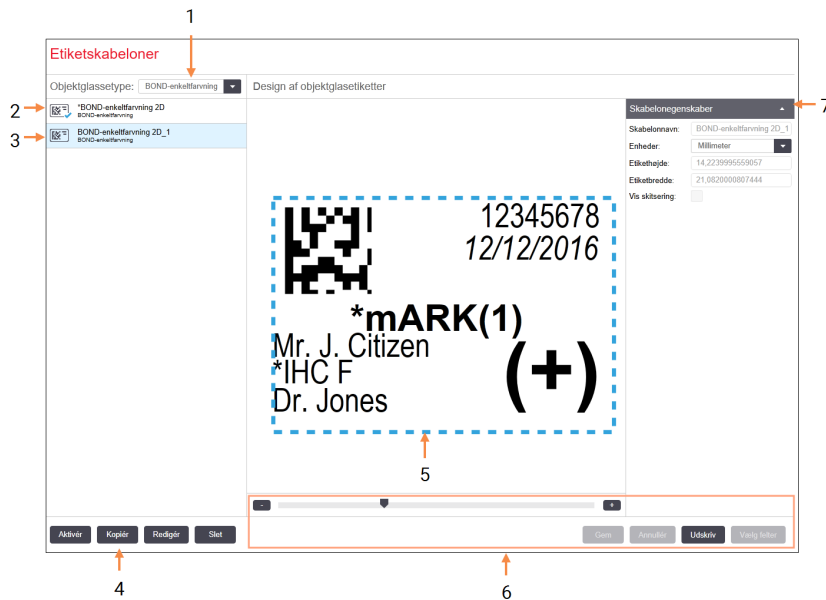 1
Etiketskabeloner
Objektglassetype: BOND-enkeltfarvning Design af objektglasetiketter
2
*BOND-enkeltfarvning 2D
BOND-enkeltfarvning
3
BOND-enkeltfarvning 2D_1
BOND-enkeltfarvning
Skabelonegenskaber
7
Skabelonnavn: BOND-enkeltfarvning 2D_1
Enheder: Millimeter
Etikethøjde: 14,2239995559057
Etiketbredde: 21,0820000807444
Vis skitsering:
12345678
12/12/2016
*mARK(1)
Mr. J. Citizen
*IHC F
Dr. Jones
(+)
5
- +
Aktivér Kopiér Redigér Slet Gem Annullér Udskriv Vælg felter
4
6